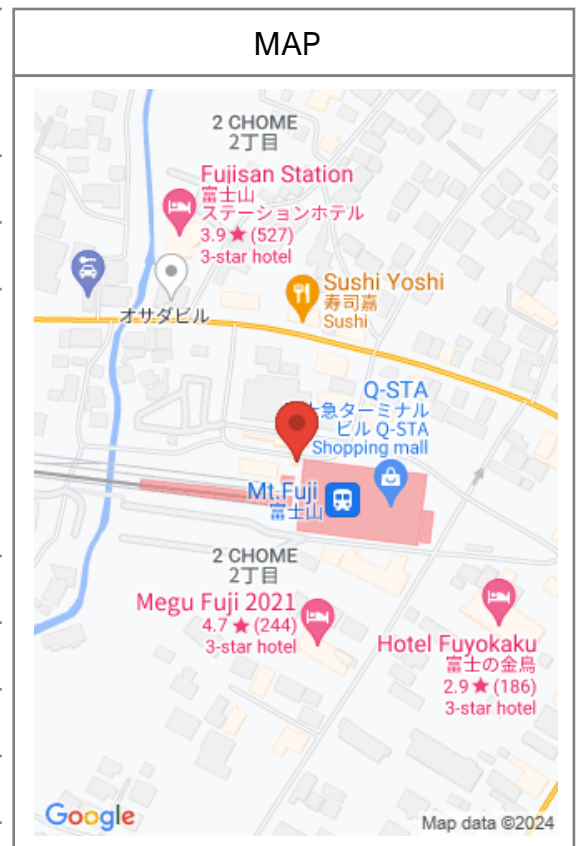 MAP
2 CHOME
2丁目
Fujisan Station
富士山
ステーションホテル
3.9★(527)
3-star hotel
オサダビル
Sushi Yoshi
寿司嘉
Sushi
Q-STA
士急ターミナル
ビル Q-STA
Shopping mall
Mt.Fuji
富士山
2 CHOME
2丁目
Megu Fuji 2021
4.7★(244)
3-star hotel
Hotel Fuyokaku
富士の金鳥
2.9★(186)
3-star hotel
Google
Map data ©2024